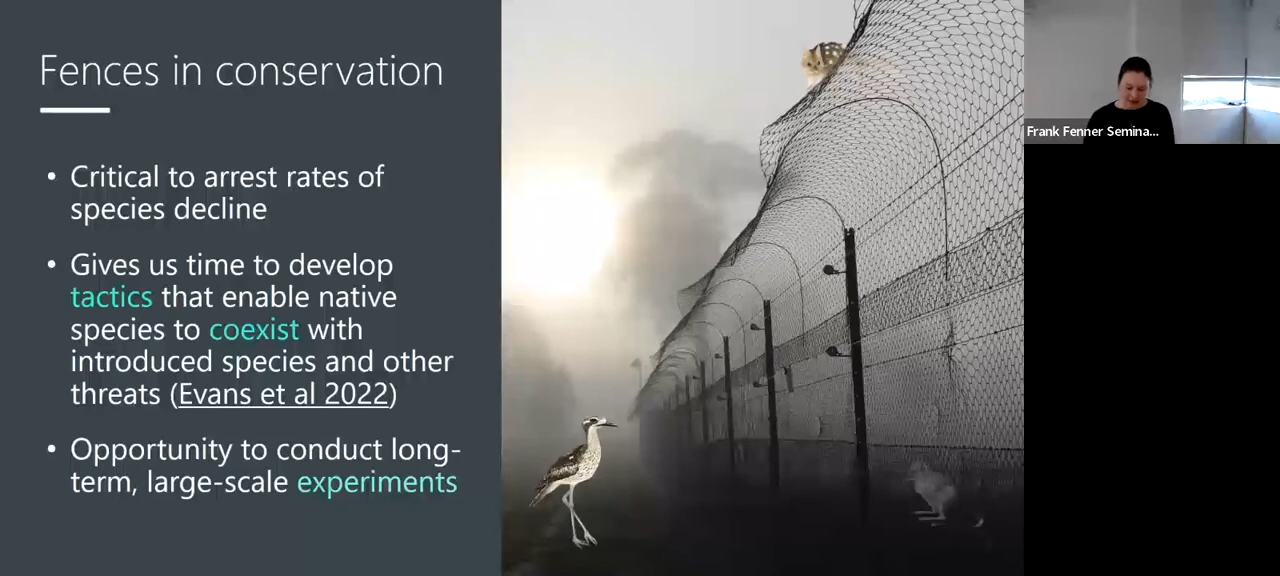 Fences in conservation
• Critical to arrest rates of
species decline
• Gives us time to develop
tactics that enable native
species to coexist with
introduced species and other
threats (Evans et al 2022)
• Opportunity to conduct long-
term, large-scale experiments
Frank Fenner Semina...